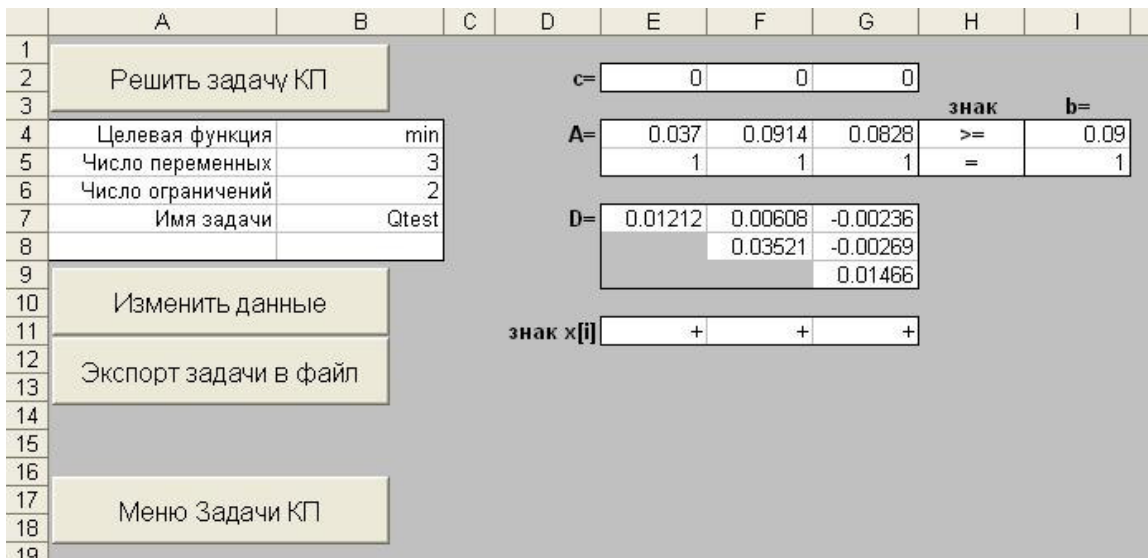 A B C D E F G H I
1
2 Решить задачу КП c= 0 0 0
3 знак b=
4 Целевая функция min A= 0.037 0.0914 0.0828 >= 0.09
5 Число переменных 3 1 1 1 = 1
6 Число ограничений 2
7 Имя задачи Qtest D= 0.01212 0.00608 -0.00236
8 0.03521 -0.00269
9 0.01466
10 Изменить данные
11 знак x[i] + + +
12
13 Экспорт задачи в файл
14
15
16
17 Меню Задачи КП
18
19